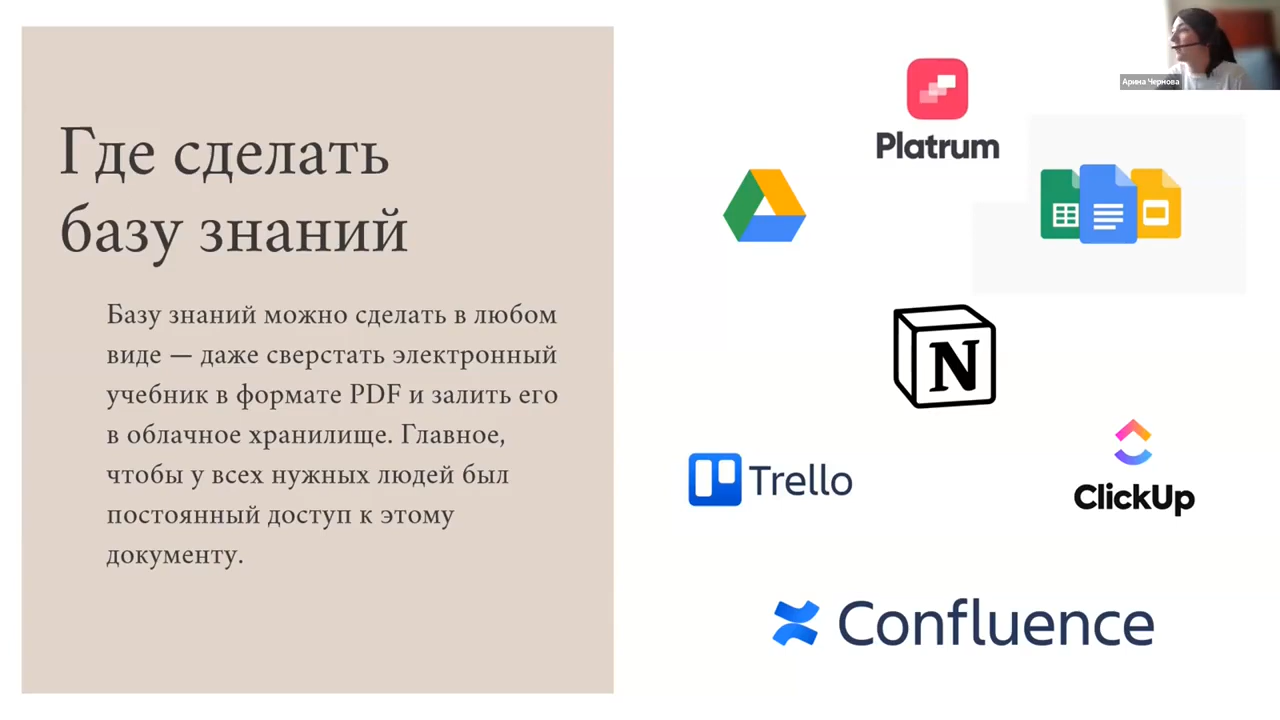 Где сделать
базу знаний
Базу знаний можно сделать в любом
виде — даже сверстать электронный
учебник в формате PDF и залить его
в облачное хранилище. Главное,
чтобы у всех нужных людей был
постоянный доступ к этому
документу.
Арина Чернова
Platrum
N
Trello
ClickUp
Confluence